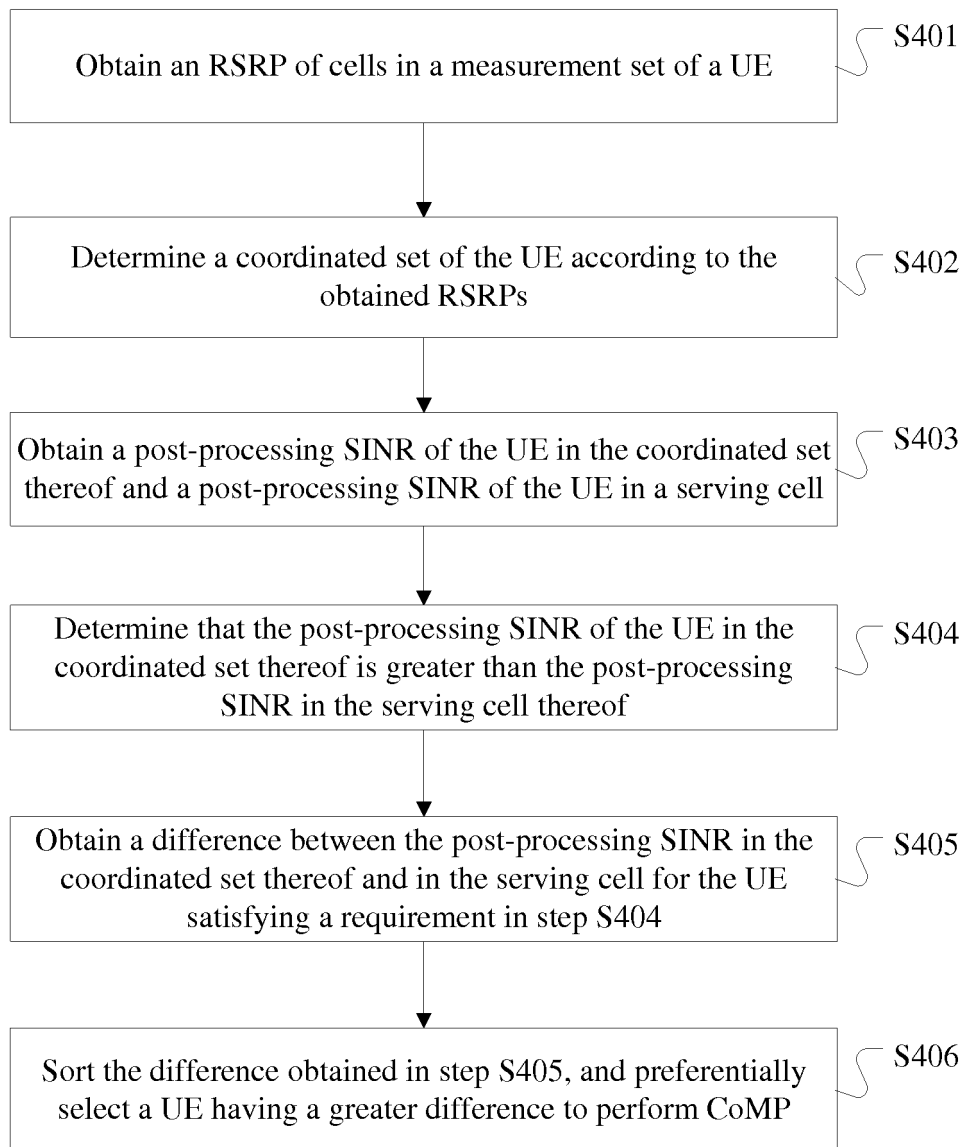 Obtain an RSRP of cells in a measurement set of a UE
S401
Determine a coordinated set of the UE according to the
obtained RSRPs
S402
Obtain a post-processing SINR of the UE in the coordinated set
thereof and a post-processing SINR of the UE in a serving cell
S403
Determine that the post-processing SINR of the UE in the
coordinated set thereof is greater than the post-processing
SINR in the serving cell thereof
S404
Obtain a difference between the post-processing SINR in the
coordinated set thereof and in the serving cell for the UE
satisfying a requirement in step S404
S405
Sort the difference obtained in step S405, and preferentially
select a UE having a greater difference to perform CoMP
S406